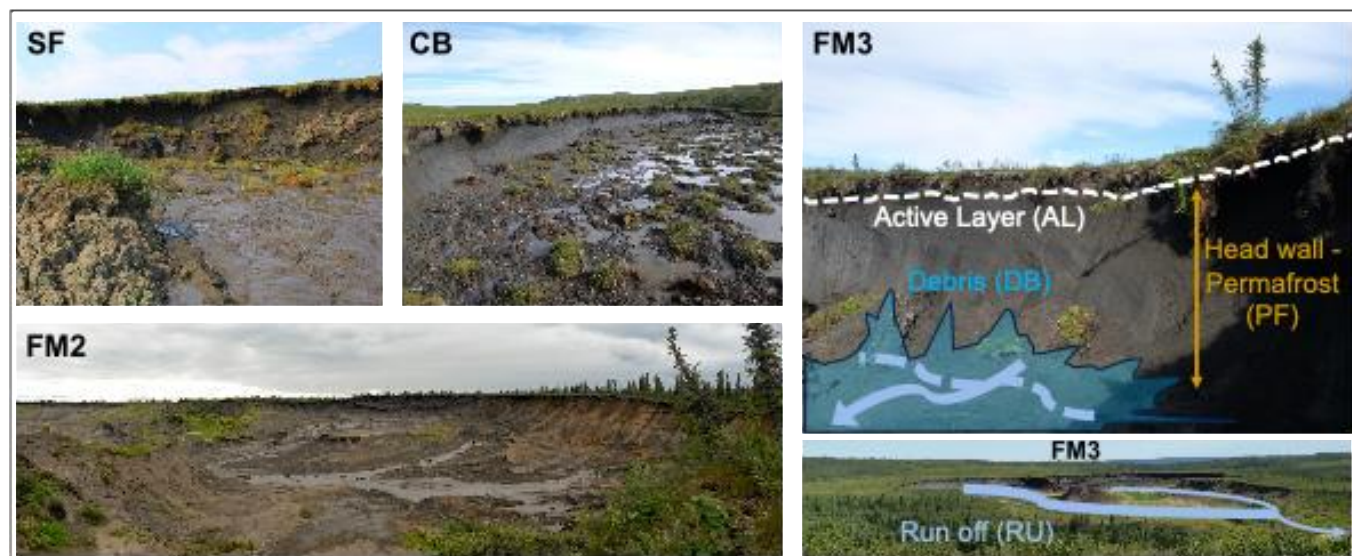 SF
CB
FM3
Active Layer (AL)
Head wall -
Permafrost
(PF)
Debris (DB)
FM2
FM3
Run off (RU)